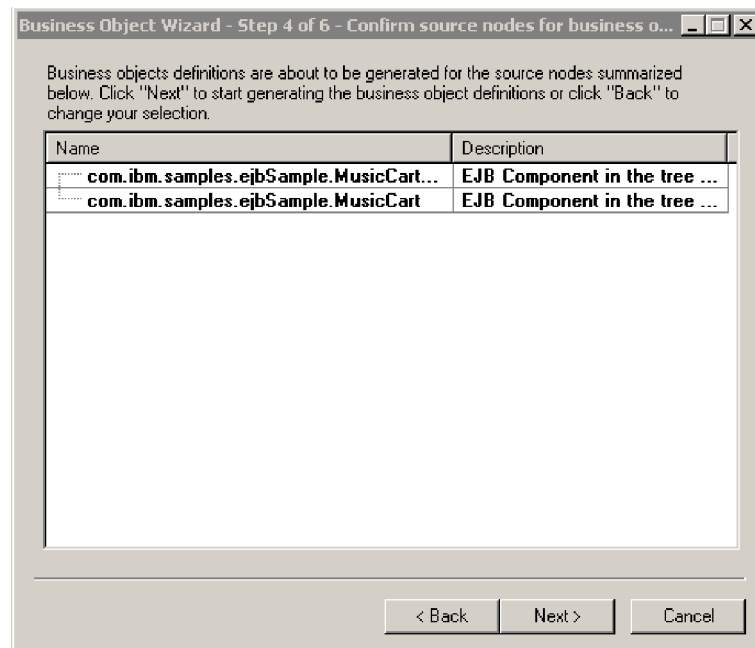 Business Object Wizard - Step 4 of 6 - Confirm source nodes for business o...
Business objects definitions are about to be generated for the source nodes summarized
below. Click "Next" to start generating the business object definitions or click "Back" to
change your selection.
Name Description
com.ibm.samples.ejbSample.MusicCart... EJB Component in the tree ...
com.ibm.samples.ejbSample.MusicCart EJB Component in the tree ...
< Back Next > Cancel